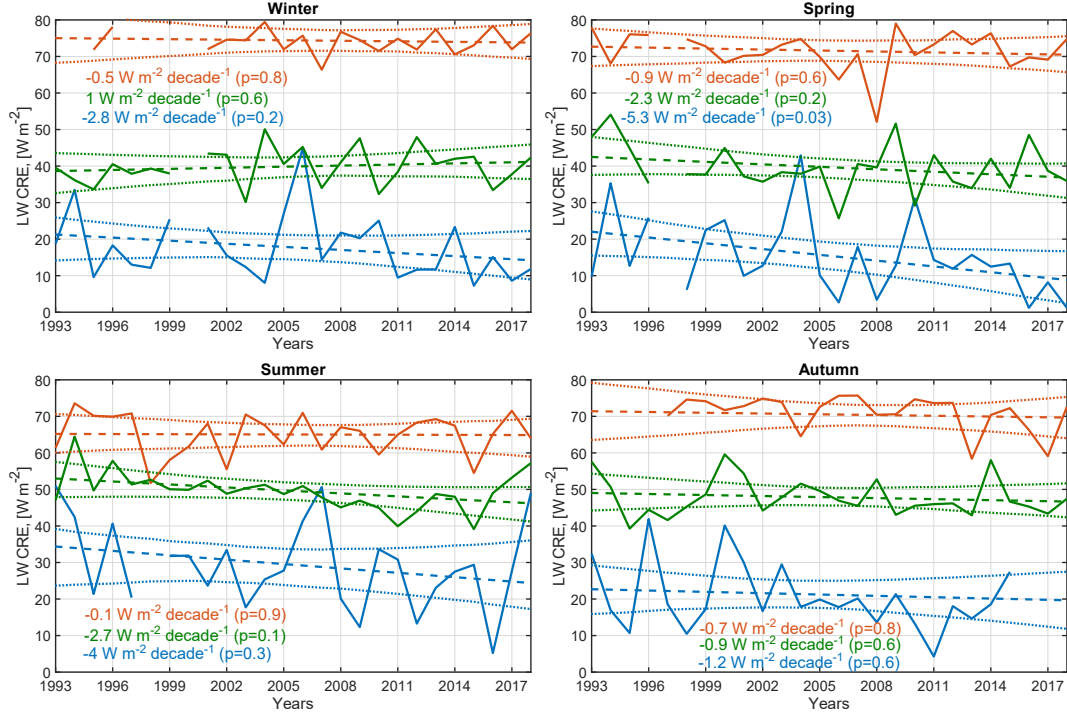 Winter
80
70
60
50
40
30
20
10
0
LW CRE, [W m⁻²]
-0.5 W m⁻² decade⁻¹ (p=0.8)
1 W m⁻² decade⁻¹ (p=0.6)
-2.8 W m⁻² decade⁻¹ (p=0.2)
1993 1996 1999 2002 2005 2008 2011 2014 2017
Years
Spring
80
70
60
50
40
30
20
10
0
LW CRE, [W m⁻²]
-0.9 W m⁻² decade⁻¹ (p=0.6)
-2.3 W m⁻² decade⁻¹ (p=0.2)
-5.3 W m⁻² decade⁻¹ (p=0.03)
1993 1996 1999 2002 2005 2008 2011 2014 2017
Years
Summer
80
70
60
50
40
30
20
10
0
LW CRE, [W m⁻²]
-0.1 W m⁻² decade⁻¹ (p=0.9)
-2.7 W m⁻² decade⁻¹ (p=0.1)
-4 W m⁻² decade⁻¹ (p=0.3)
1993 1996 1999 2002 2005 2008 2011 2014 2017
Years
Autumn
80
70
60
50
40
30
20
10
0
LW CRE, [W m⁻²]
-0.7 W m⁻² decade⁻¹ (p=0.8)
-0.9 W m⁻² decade⁻¹ (p=0.6)
-1.2 W m⁻² decade⁻¹ (p=0.6)
1993 1996 1999 2002 2005 2008 2011 2014 2017
Years